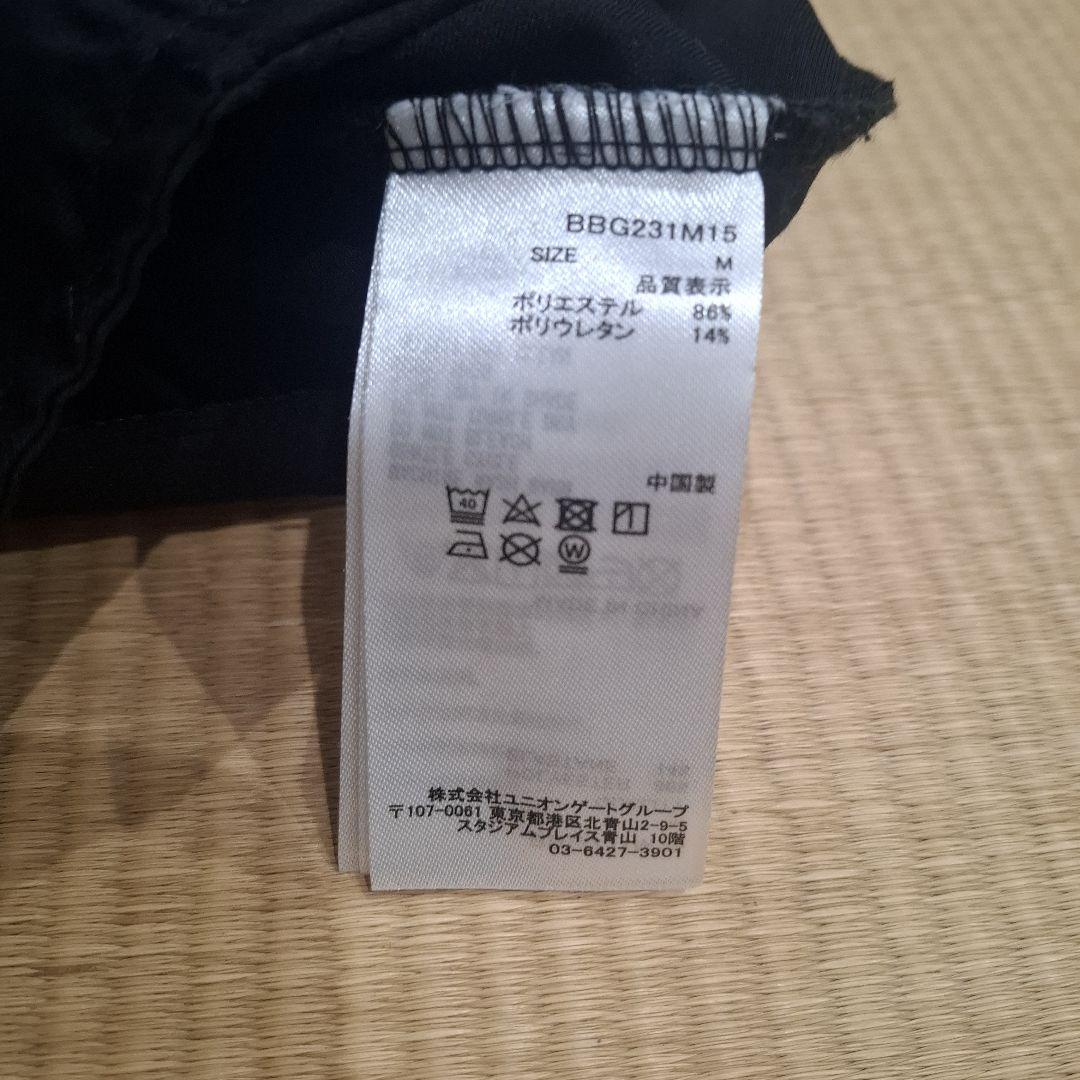 BBG231M15
SIZE M
品質表示
ポリエステル 86%
ポリウレタン 14%
中国製
40
W
株式会社ユニオンゲートグループ
〒107-0061 東京都港区北青山2-9-5
スタジアムプレイス青山 10階
03-6427-3901